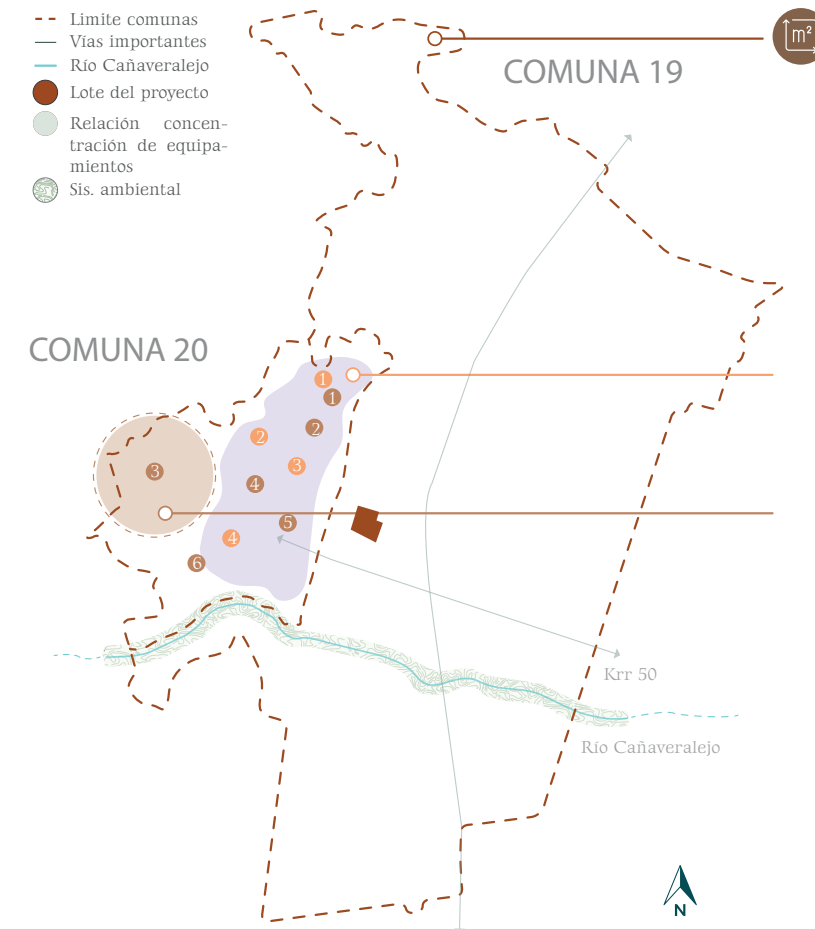 Limite comunas
Vías importantes
Río Cañaveralejo
Lote del proyecto
Relación concen-
tración de equipa-
mientos
Sis. ambiental
m²
COMUNA 19
COMUNA 20
1
1
2
2
3
3
4
5
4
6
Krr 50
Río Cañaveralejo
N